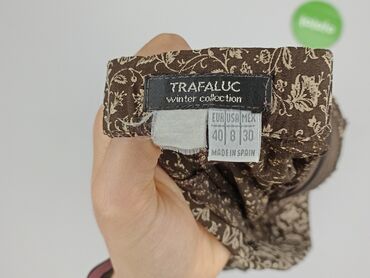 TRAFALUC
winter collection
EUR USA MEX
40 8 30
MADE IN SPAIN